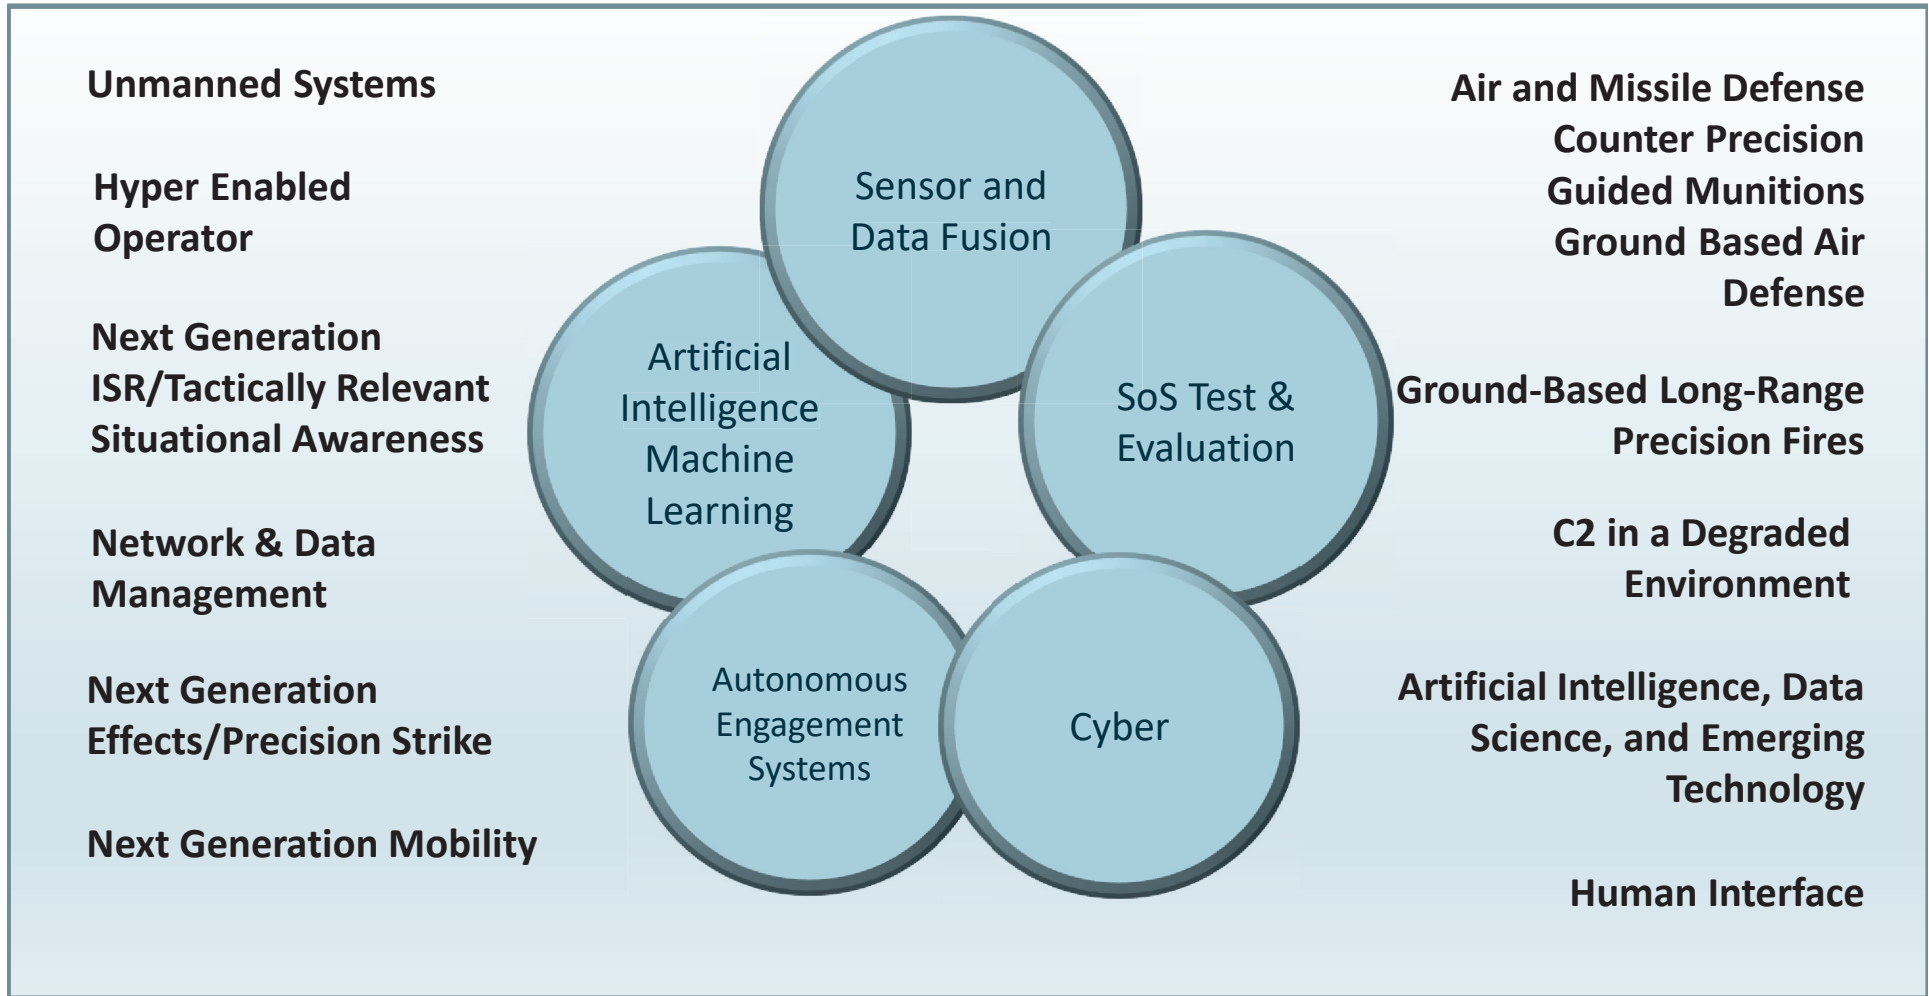 Unmanned Systems
Hyper Enabled
Operator
Next Generation
ISR/Tactically Relevant
Situational Awareness
Network & Data
Management
Next Generation
Effects/Precision Strike
Next Generation Mobility
Sensor and
Data Fusion
Artificial
Intelligence
Machine
Learning
SoS Test &
Evaluation
Autonomous
Engagement
Systems
Cyber
Air and Missile Defense
Counter Precision
Guided Munitions
Ground Based Air
Defense
Ground-Based Long-Range
Precision Fires
C2 in a Degraded
Environment
Artificial Intelligence, Data
Science, and Emerging
Technology
Human Interface